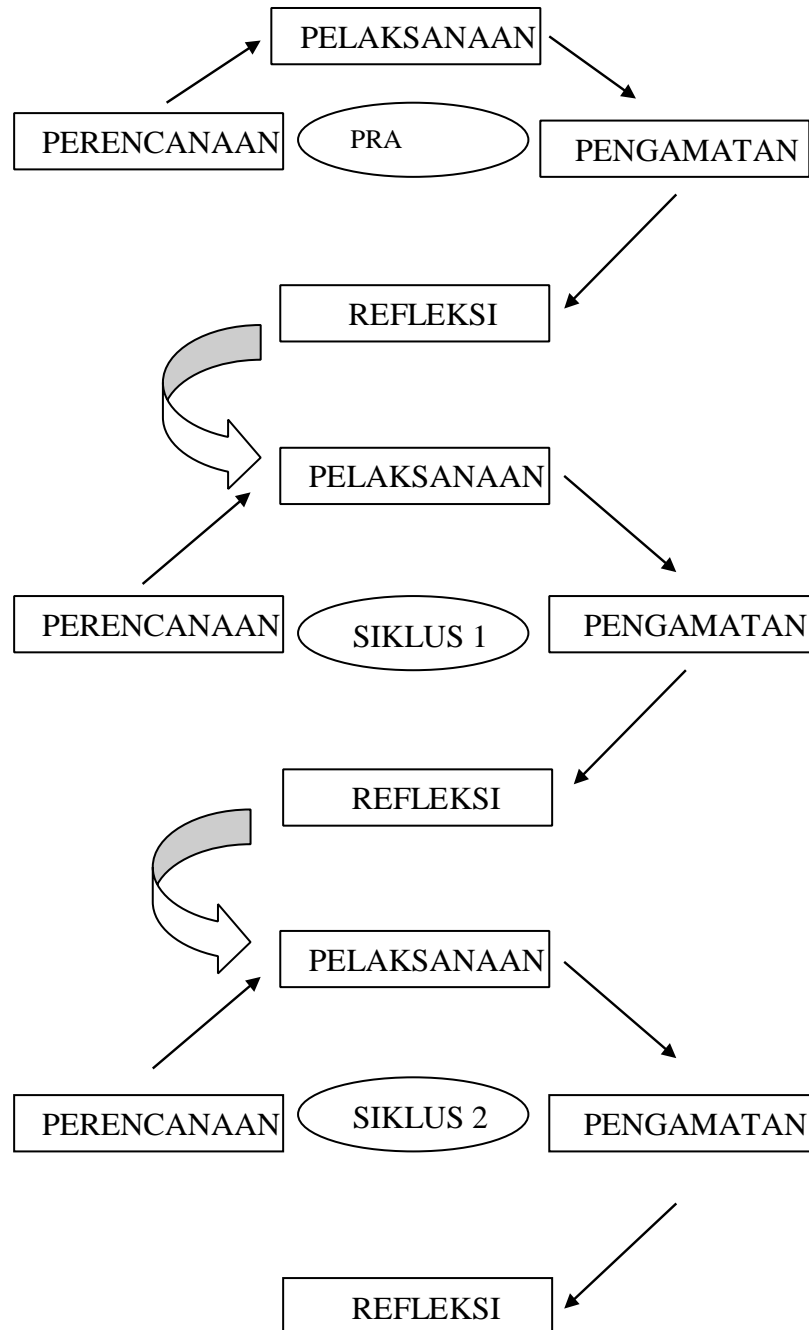 PELAKSANAAN
PERENCANAAN
PRA
PENGAMATAN
REFLEKSI
PELAKSANAAN
PERENCANAAN
SIKLUS 1
PENGAMATAN
REFLEKSI
PELAKSANAAN
PERENCANAAN
SIKLUS 2
PENGAMATAN
REFLEKSI